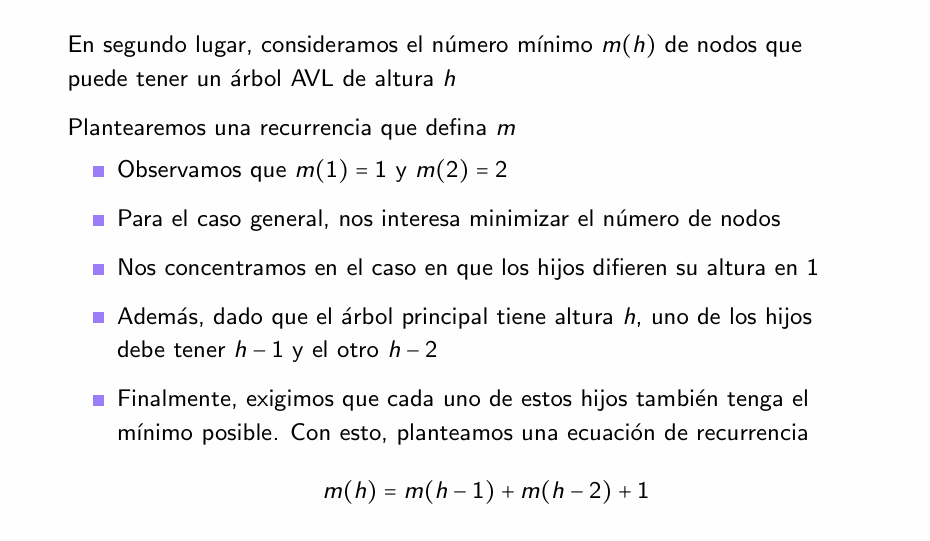 En segundo lugar, consideramos el número mínimo m(h) de nodos que
puede tener un árbol AVL de altura h
Plantearemos una recurrencia que defina m
Observamos que m(1) = 1 y m(2) = 2
Para el caso general, nos interesa minimizar el número de nodos
Nos concentramos en el caso en que los hijos difieren su altura en 1
Además, dado que el árbol principal tiene altura h, uno de los hijos
debe tener h − 1 y el otro h − 2
Finalmente, exigimos que cada uno de estos hijos también tenga el
mínimo posible. Con esto, planteamos una ecuación de recurrencia
m(h) = m(h − 1) + m(h − 2) + 1